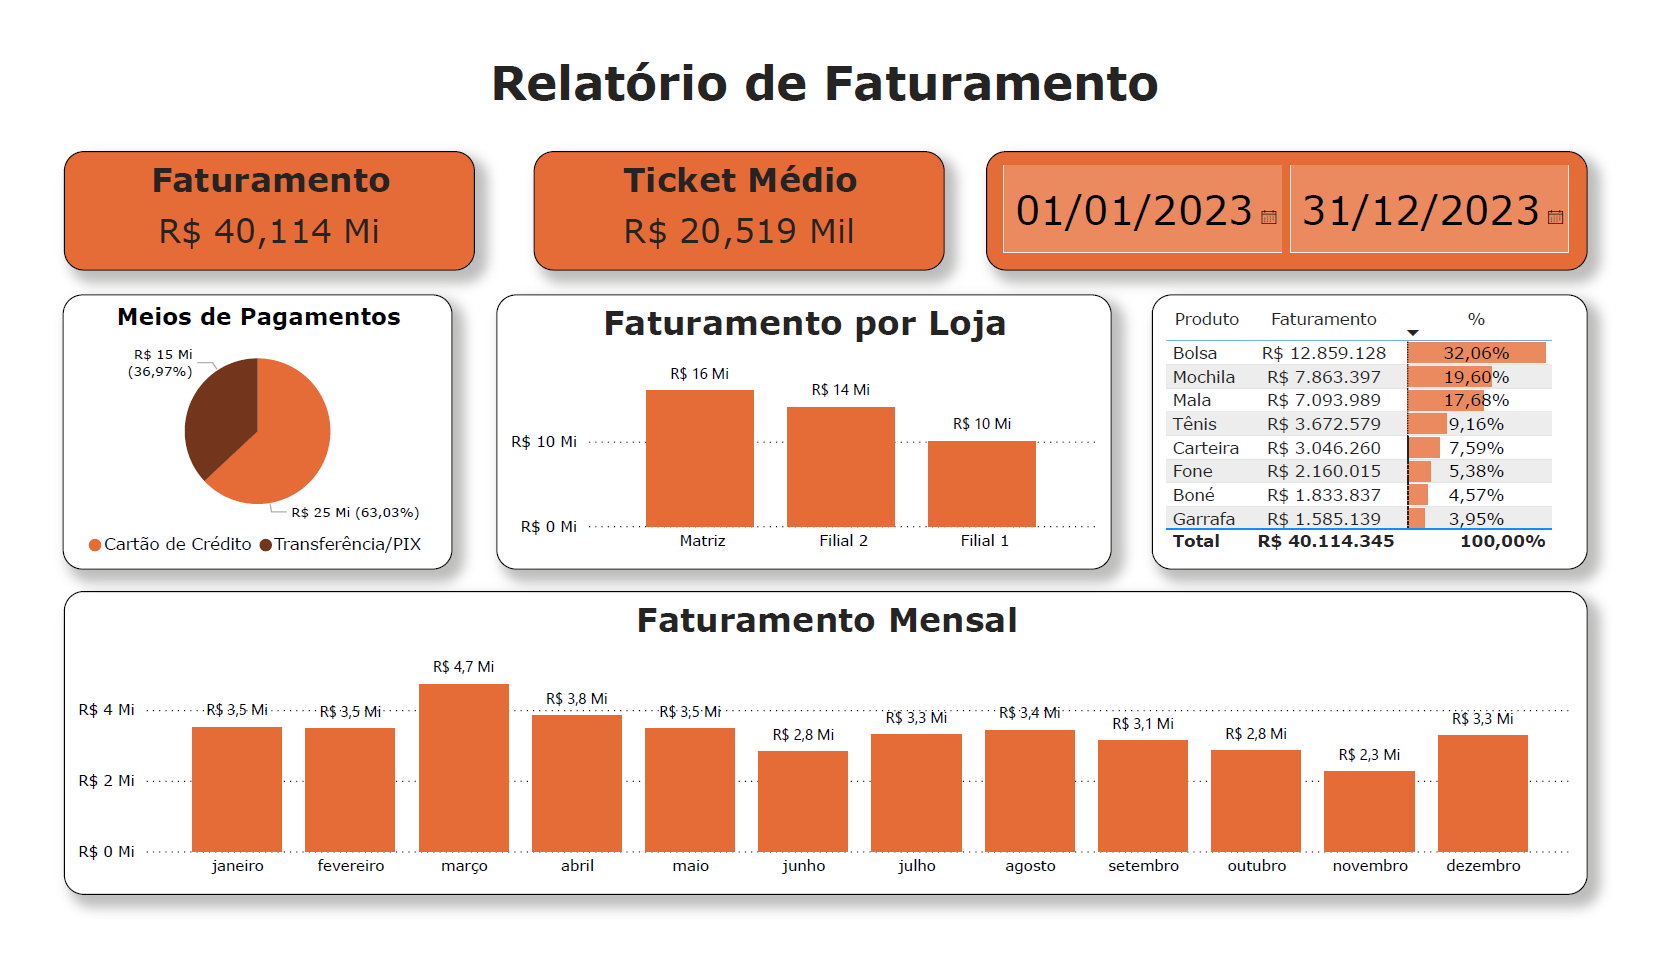 Relatório de Faturamento
Faturamento
R$ 40,114 Mi
Ticket Médio
R$ 20,519 Mil
01/01/2023
31/12/2023
Meios de Pagamentos
R$ 15 Mi
(36,97%)
R$ 25 Mi (63,03%)
Cartão de Crédito Transferência/PIX
Faturamento por Loja
R$ 16 Mi
R$ 14 Mi
R$ 10 Mi
R$ 10 Mi
R$ 0 Mi
Matriz Filial 2 Filial 1
Produto Faturamento %
Bolsa R$ 12.859.128 32,06%
Mochila R$ 7.863.397 19,60%
Mala R$ 7.093.989 17,68%
Tênis R$ 3.672.579 9,16%
Carteira R$ 3.046.260 7,59%
Fone R$ 2.160.015 5,38%
Boné R$ 1.833.837 4,57%
Garrafa R$ 1.585.139 3,95%
Total R$ 40.114.345 100,00%
Faturamento Mensal
R$ 4 Mi
R$ 2 Mi
R$ 0 Mi
R$ 3,5 Mi R$ 3,5 Mi R$ 4,7 Mi R$ 3,8 Mi R$ 3,5 Mi R$ 2,8 Mi R$ 3,3 Mi R$ 3,4 Mi R$ 3,1 Mi R$ 2,8 Mi R$ 2,3 Mi R$ 3,3 Mi
janeiro fevereiro março abril maio junho julho agosto setembro outubro novembro dezembro